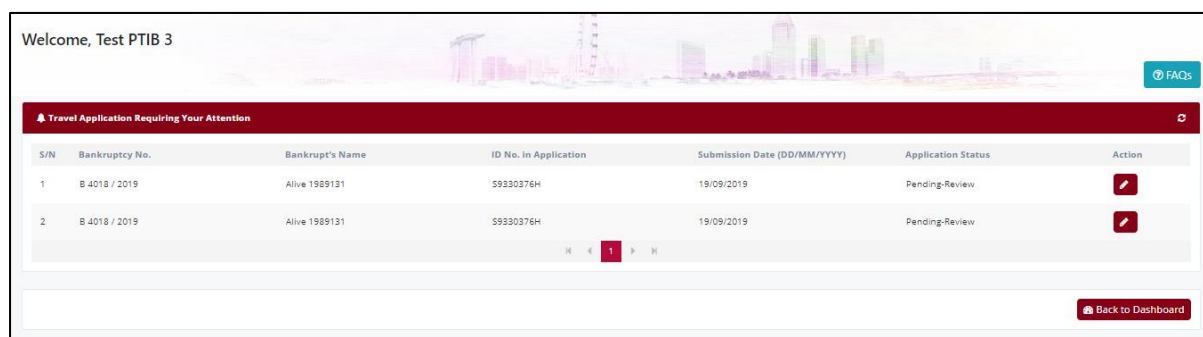 Welcome, Test PTIB 3
FAQs
Travel Application Requiring Your Attention
S/N Bankruptcy No. Bankrupt's Name ID No. in Application Submission Date (DD/MM/YYYY) Application Status Action
1 B 4018 / 2019 Alive 1989131 S9330376H 19/09/2019 Pending-Review
2 B 4018 / 2019 Alive 1989131 S9330376H 19/09/2019 Pending-Review
1
Back to Dashboard